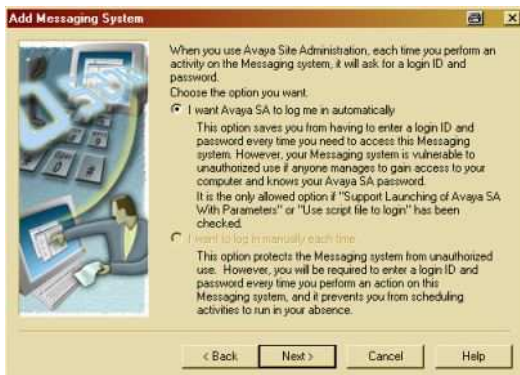 Add Messaging System
When you use Avaya Site Administration, each time you perform an
activity on the Messaging system, it will ask for a login ID and
password.
Choose the option you want.
I want Avaya SA to log me in automatically
This option saves you from having to enter a login ID and
password every time you need to access this Messaging
system. However, your Messaging system is vulnerable to
unauthorized use if anyone manages to gain access to your
computer and knows your Avaya SA password.
It is the only allowed option if "Support Launching of Avaya SA
With Parameters" or "Use script file to login" has been
checked.
I want to log in manually each time
This option protects the Messaging system from unauthorized
use. However, you will be required to enter a login ID and
password every time you perform an action on this
Messaging system, and it prevents you from scheduling
activities to run in your absence.
< Back
Next >
Cancel
Help